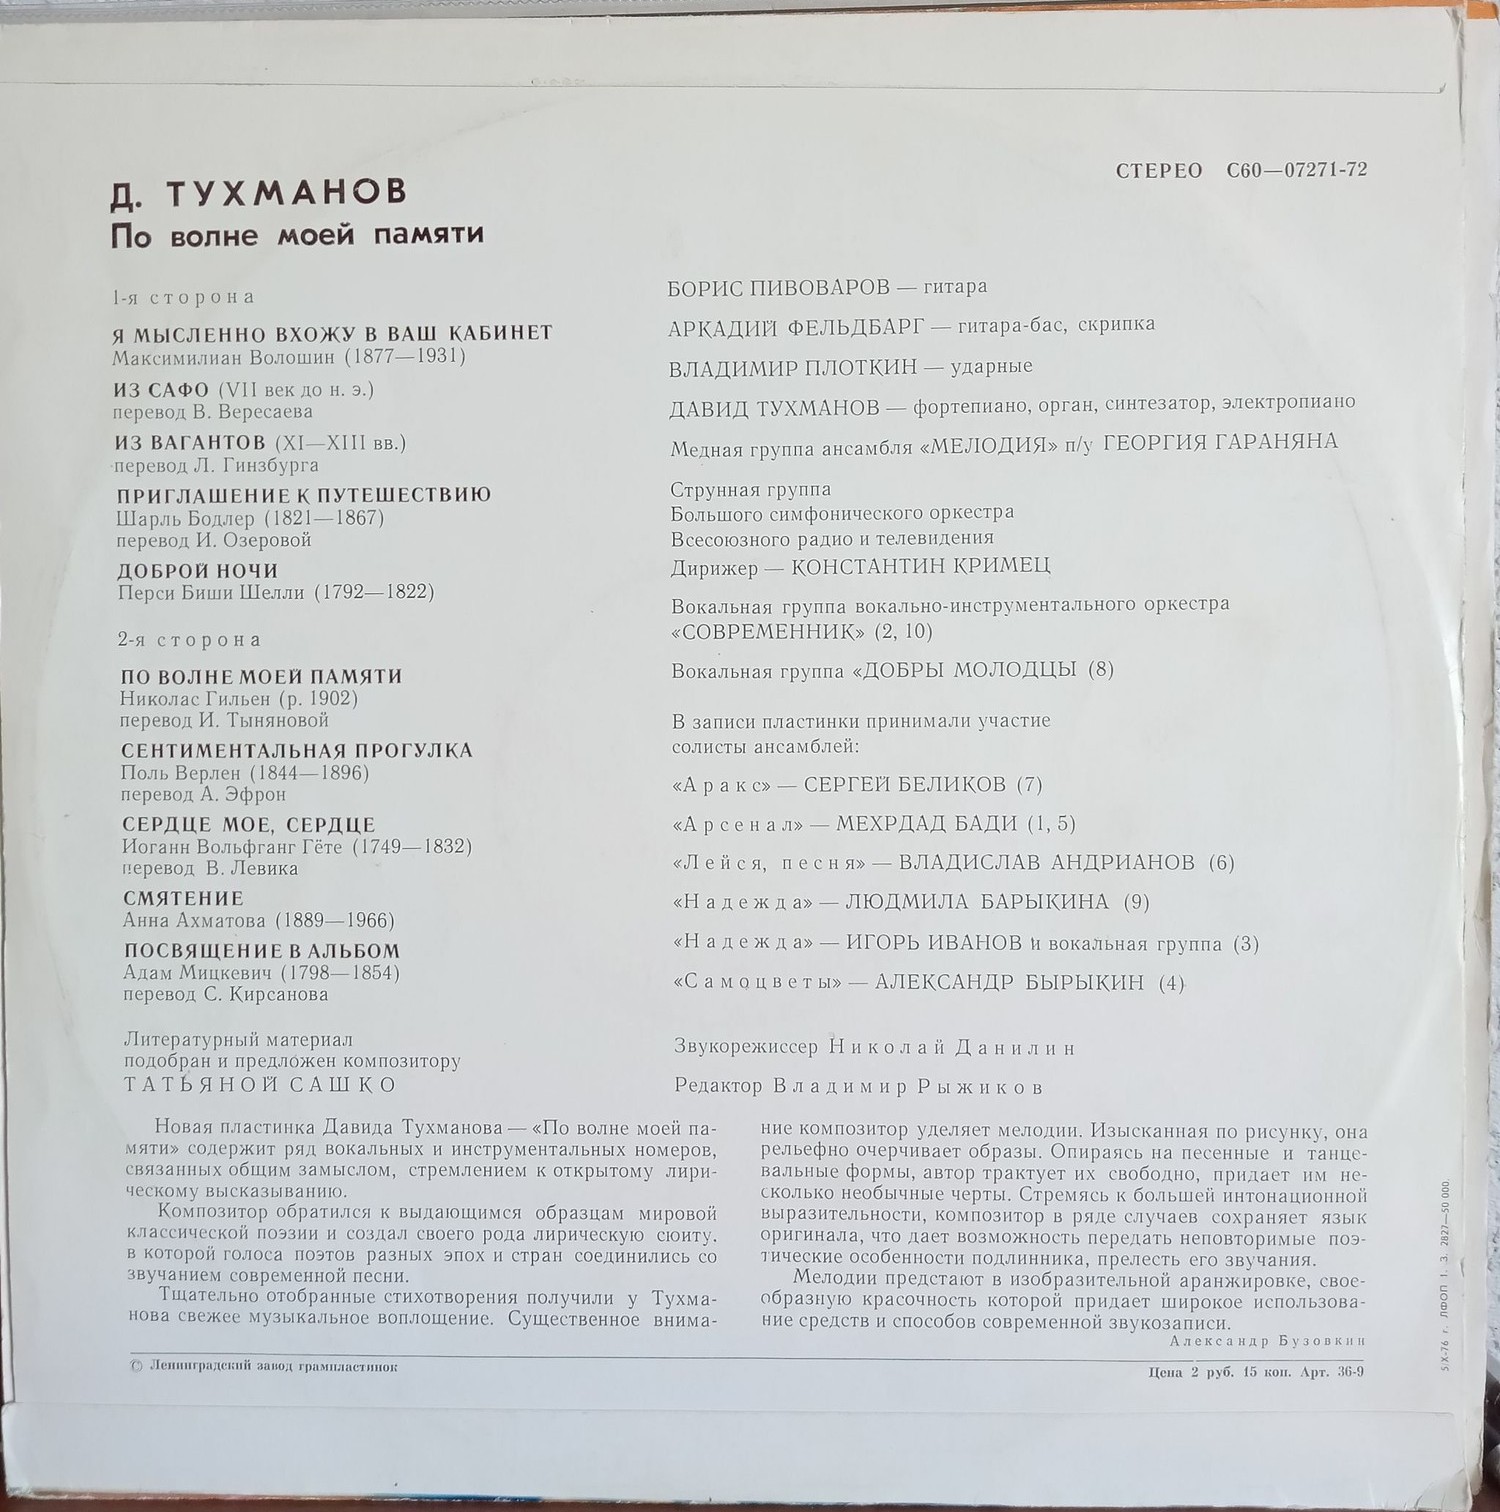 СТЕРЕО С60—07271-72
Д. ТУХМАНОВ
По волне моей памяти
1-я сторона
Я МЫСЛЕННО ВХОЖУ В ВАШ КАБИНЕТ
Максимилиан Волошин (1877—1931)
ИЗ САФО (VII век до н. э.)
перевод В. Вересаева
ИЗ ВАГАНТОВ (XI—XIII вв.)
перевод Л. Гинзбурга
ПРИГЛАШЕНИЕ К ПУТЕШЕСТВИЮ
Шарль Бодлер (1821—1867)
перевод И. Озеровой
ДОБРОЙ НОЧИ
Перси Биши Шелли (1792—1822)
2-я сторона
ПО ВОЛНЕ МОЕЙ ПАМЯТИ
Николас Гильен (р. 1902)
перевод И. Тыняновой
СЕНТИМЕНТАЛЬНАЯ ПРОГУЛКА
Поль Верлен (1844—1896)
перевод А. Эфрон
СЕРДЦЕ МОЕ, СЕРДЦЕ
Иоганн Вольфганг Гёте (1749—1832)
перевод В. Левика
СМЯТЕНИЕ
Анна Ахматова (1889—1966)
ПОСВЯЩЕНИЕ В АЛЬБОМ
Адам Мицкевич (1798—1854)
перевод С. Кирсанова
Литературный материал
подобран и предложен композитору
ТАТЬЯНОЙ САШКО
БОРИС ПИВОВАРОВ — гитара
АРКАДИЙ ФЕЛЬДБАРГ — гитара-бас, скрипка
ВЛАДИМИР ПЛОТКИН — ударные
ДАВИД ТУХМАНОВ — фортепиано, орган, синтезатор, электропиано
Медная группа ансамбля «МЕЛОДИЯ» п/у ГЕОРГИЯ ГАРАНЯНА
Струнная группа
Большого симфонического оркестра
Всесоюзного радио и телевидения
Дирижер — КОНСТАНТИН КРИМЕЦ
Вокальная группа вокально-инструментального оркестра
«СОВРЕМЕННИК» (2, 10)
Вокальная группа «ДОБРЫ МОЛОДЦЫ (8)
В записи пластинки принимали участие
солисты ансамблей:
«Аракс» — СЕРГЕЙ БЕЛИКОВ (7)
«Арсенал» — МЕХРДАД БАДИ (1, 5)
«Лейся, песня» — ВЛАДИСЛАВ АНДРИАНОВ (6)
«Надежда» — ЛЮДМИЛА БАРЫКИНА (9)
«Надежда» — ИГОРЬ ИВАНОВ и вокальная группа (3)
«Самоцветы» — АЛЕКСАНДР БЫРЫКИН (4)
Звукорежиссер Николай Данилин
Редактор Владимир Рыжиков
Новая пластинка Давида Тухманова — «По волне моей па-
мяти» содержит ряд вокальных и инструментальных номеров,
связанных общим замыслом, стремлением к открытому лири-
ческому высказыванию.
Композитор обратился к выдающимся образцам мировой
классической поэзии и создал своего рода лирическую сюиту,
в которой голоса поэтов разных эпох и стран соединились со
звучанием современной песни.
Тщательно отобранные стихотворения получили у Тухма-
нова свежее музыкальное воплощение. Существенное внима-
ние композитор уделяет мелодии. Изысканная по рисунку, она
рельефно очерчивает образы. Опираясь на песенные и танце-
вальные формы, автор трактует их свободно, придает им не-
сколько необычные черты. Стремясь к большей интонационной
выразительности, композитор в ряде случаев сохраняет язык
оригинала, что дает возможность передать неповторимые поэ-
тические особенности подлинника, прелесть его звучания.
Мелодии предстают в изобразительной аранжировке, свое-
образную красочность которой придает широкое использова-
ние средств и способов современной звукозаписи.
Александр Бузовкин
© Ленинградский завод грампластинок
Цена 2 руб. 15 коп. Арт. 36-9
5/X-76 г. ЛФОП 1. З. 2827—50 000.